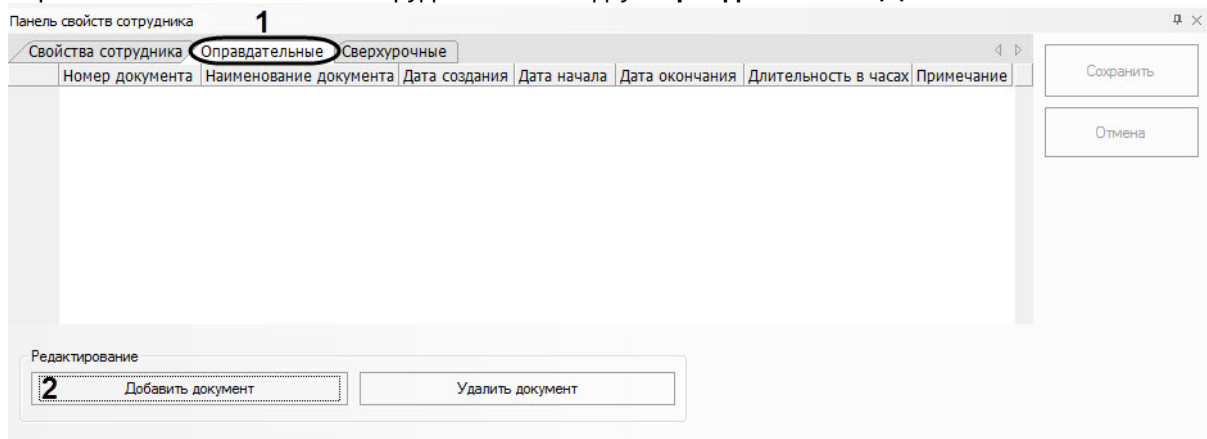 Панель свойств сотрудника
1
Свойства сотрудника Оправдательные Сверхурочные
Номер документа Наименование документа Дата создания Дата начала Дата окончания Длительность в часах Примечание
Сохранить
Отмена
Редактирование
2 Добавить документ Удалить документ